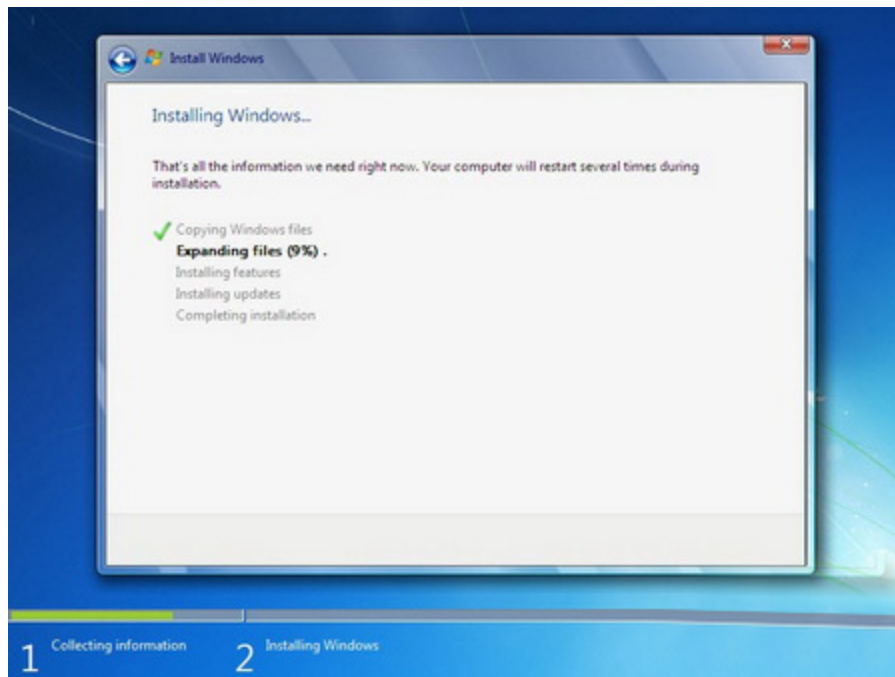 Install Windows
Installing Windows...
That's all the information we need right now. Your computer will restart several times during
installation.
Copying Windows files
Expanding files (9%) .
Installing features
Installing updates
Completing installation
1 Collecting information 2 Installing Windows